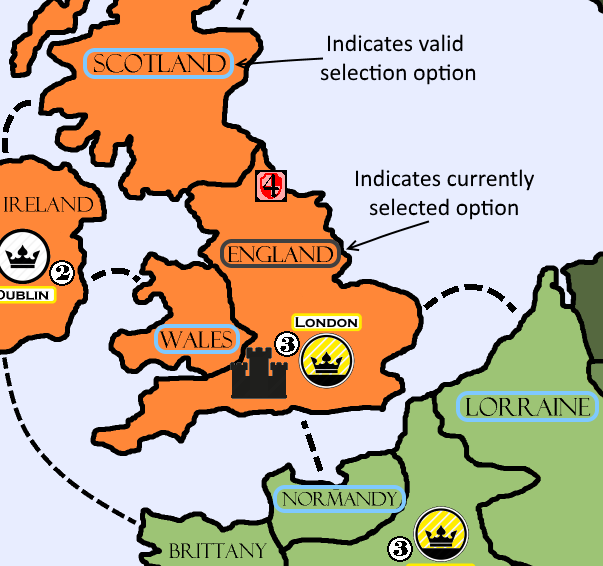 Indicates valid
selection option
SCOTLAND
4
Indicates currently
selected option
IRELAND
ENGLAND
2
DUBLIN
LONDON
3
WALES
LORRAINE
NORMANDY
BRITTANY
3